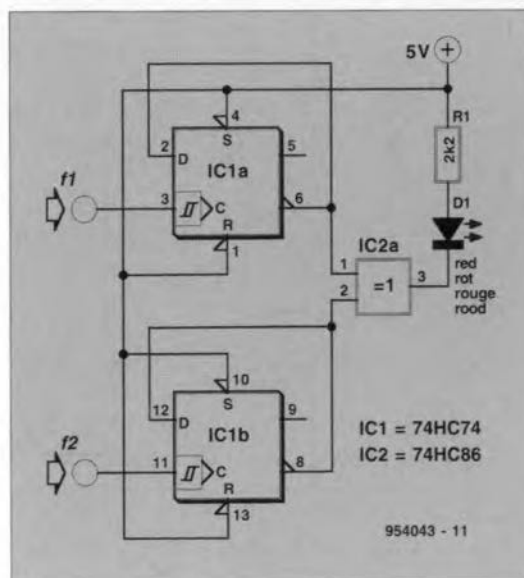 5V
R1
2k2
D1
red
rot
rouge
rood
4
S
2
D
IC1a
5
f1
3
C
6
R
1
IC2a
1
=1
3
2
10
S
12
D
IC1b
9
f2
11
C
8
R
13
IC1 = 74HC74
IC2 = 74HC86
954043 - 11